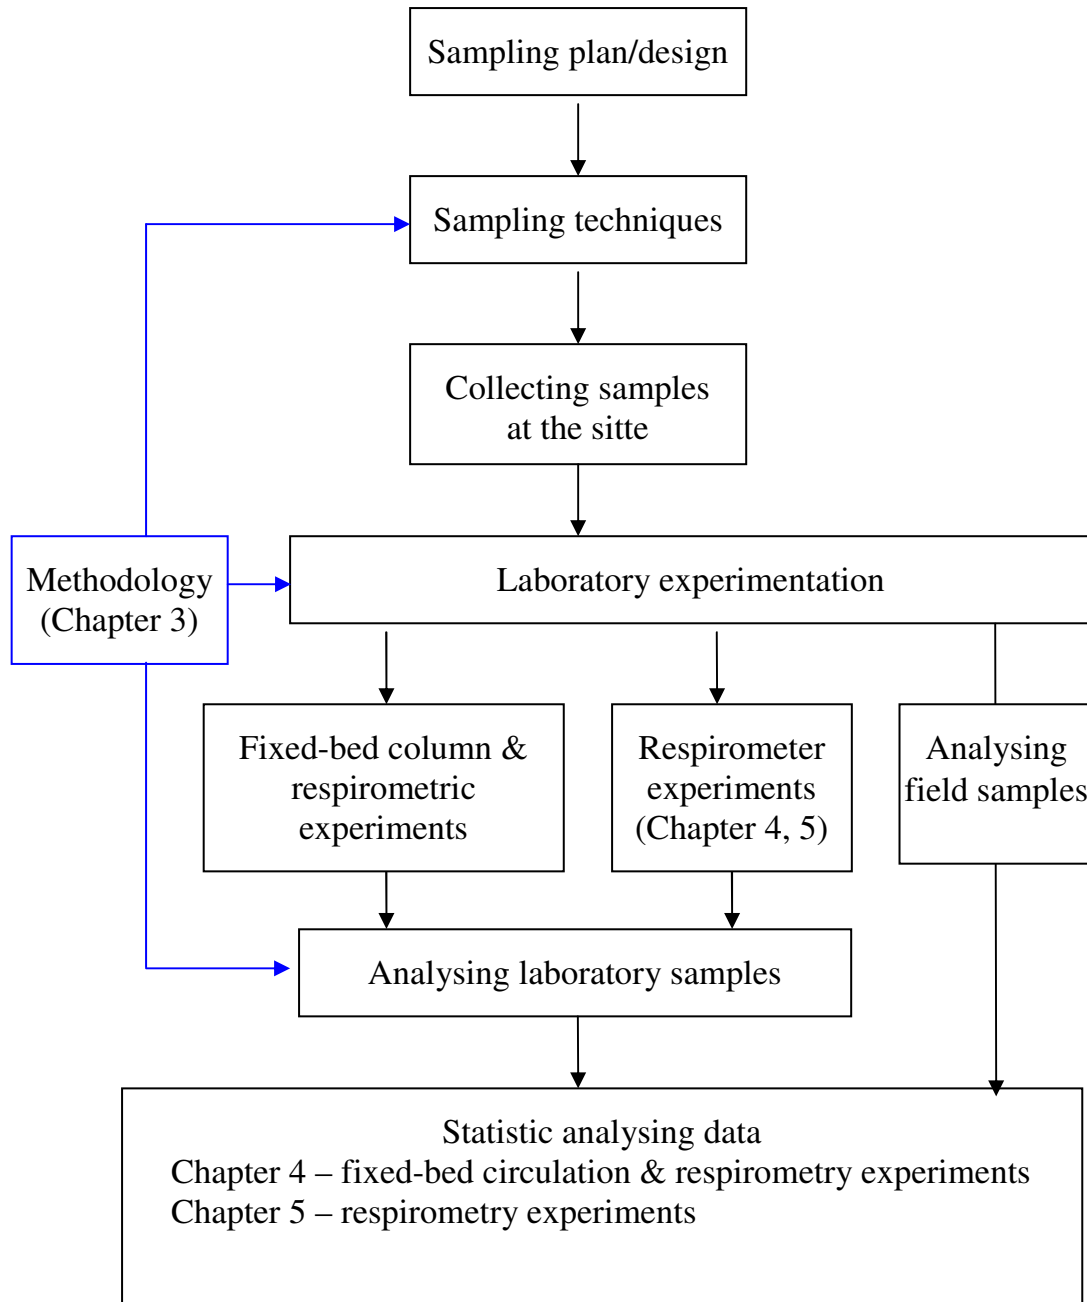 Sampling plan/design
Sampling techniques
Collecting samples
at the sitte
Methodology
(Chapter 3)
Laboratory experimentation
Fixed-bed column &
respirometric
experiments
Respirometer
experiments
(Chapter 4, 5)
Analysing
field samples
Analysing laboratory samples
Statistic analysing data
Chapter 4 – fixed-bed circulation & respirometry experiments
Chapter 5 – respirometry experiments